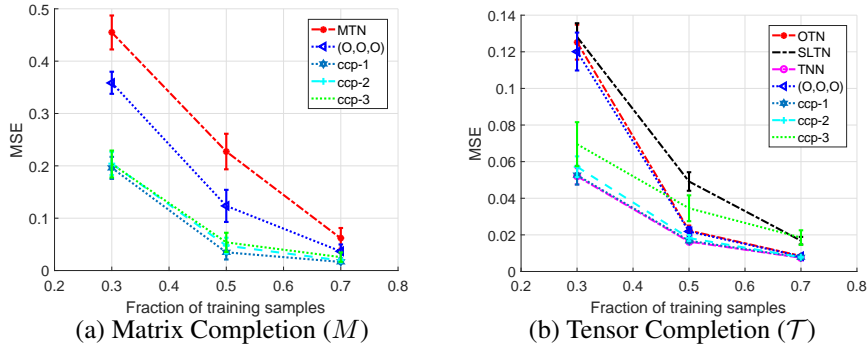 0.5
0.4
0.3
0.2
0.1
0
MSE
0.2 0.3 0.4 0.5 0.6 0.7 0.8
Fraction of training samples
MTN
(O,O,O)
ccp-1
ccp-2
ccp-3
(a) Matrix Completion (M)
0.14
0.12
0.1
0.08
0.06
0.04
0.02
0
MSE
0.2 0.3 0.4 0.5 0.6 0.7 0.8
Fraction of training samples
OTN
SLTN
TNN
(O,O,O)
ccp-1
ccp-2
ccp-3
(b) Tensor Completion (𝒯)